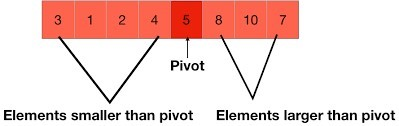 3 1 2 4 5 8 10 7
Pivot
Elements smaller than pivot Elements larger than pivot